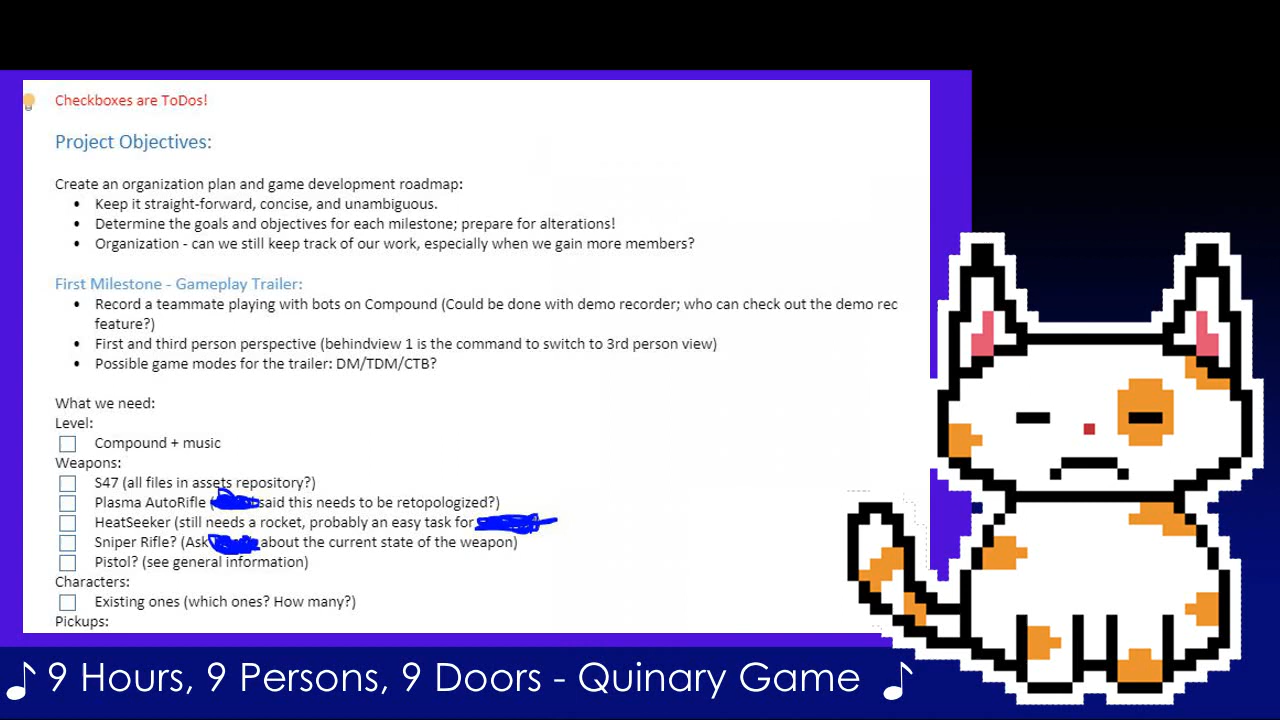 Checkboxes are ToDos!
Project Objectives:
Create an organization plan and game development roadmap:
• Keep it straight-forward, concise, and unambiguous.
• Determine the goals and objectives for each milestone; prepare for alterations!
• Organization - can we still keep track of our work, especially when we gain more members?
First Milestone - Gameplay Trailer:
• Record a teammate playing with bots on Compound (Could be done with demo recorder; who can check out the demo rec
feature?)
• First and third person perspective (behindview 1 is the command to switch to 3rd person view)
• Possible game modes for the trailer: DM/TDM/CTB?
What we need:
Level:
Compound + music
Weapons:
S47 (all files in assets repository?)
Plasma AutoRifle ( said this needs to be retopologized?)
HeatSeeker (still needs a rocket, probably an easy task for
Sniper Rifle? (Ask about the current state of the weapon)
Pistol? (see general information)
Characters:
Existing ones (which ones? How many?)
Pickups:
♪ 9 Hours, 9 Persons, 9 Doors - Quinary Game ♪